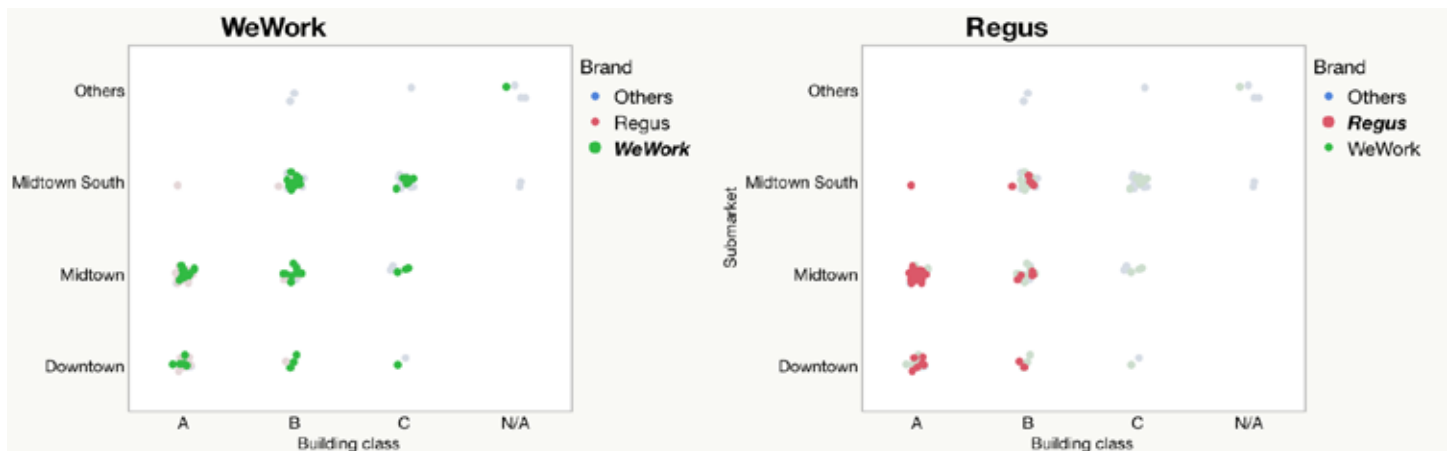 WeWork
Others
Midtown South
Midtown
Downtown
A B C N/A
Building class
Brand
Others
Regus
WeWork
Regus
Submarket
Others
Midtown South
Midtown
Downtown
A B C N/A
Building class
Brand
Others
Regus
WeWork